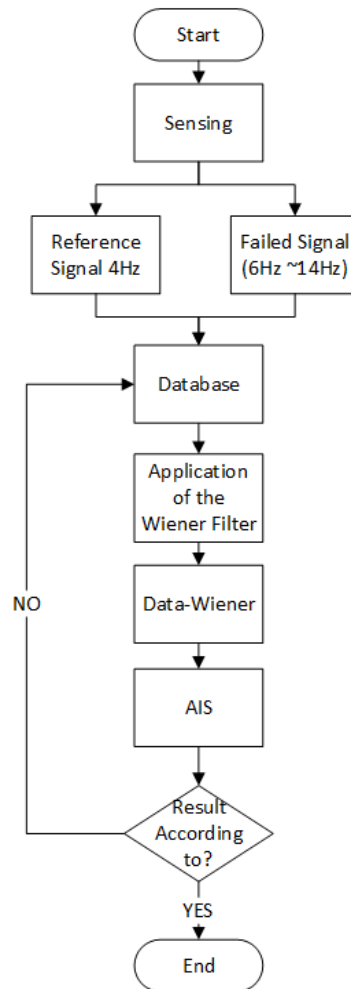 Start
Sensing
Reference
Signal 4Hz
Failed Signal
(6Hz ~14Hz)
Database
Application
of the
Wiener Filter
Data-Wiener
NO
AIS
Result
According
to?
YES
End